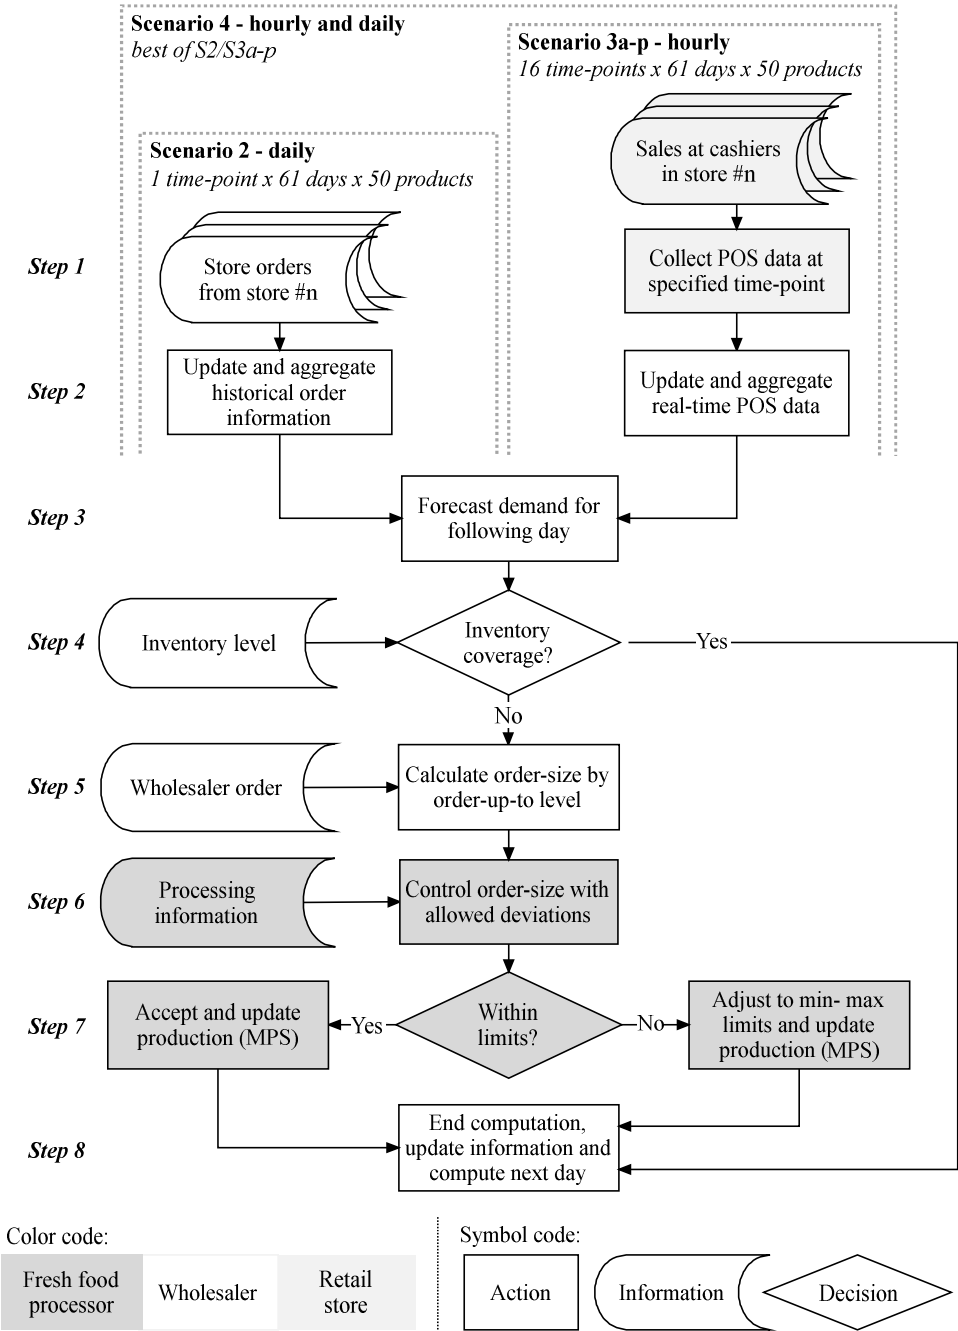 Scenario 4 - hourly and daily
best of S2/S3a-p
Scenario 3a-p - hourly
16 time-points x 61 days x 50 products
Scenario 2 - daily
1 time-point x 61 days x 50 products
Sales at cashiers
in store #n
Step 1
Store orders
from store #n
Collect POS data at
specified time-point
Step 2
Update and aggregate
historical order
information
Update and aggregate
real-time POS data
Step 3
Forecast demand for
following day
Step 4
Inventory level
Inventory
coverage?
Yes
No
Step 5
Wholesaler order
Calculate order-size by
order-up-to level
Step 6
Processing
information
Control order-size with
allowed deviations
Step 7
Accept and update
production (MPS)
Yes
Within
limits?
No
Adjust to min- max
limits and update
production (MPS)
Step 8
End computation,
update information and
compute next day
Color code:
Fresh food
processor
Wholesaler
Retail
store
Symbol code:
Action
Information
Decision